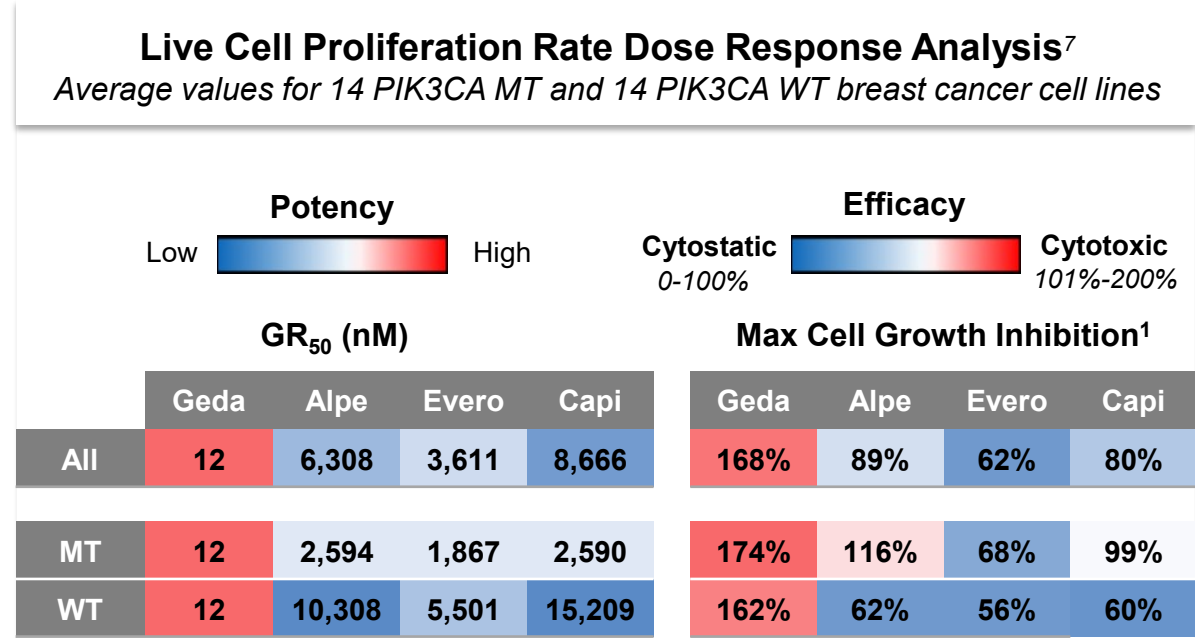 Live Cell Proliferation Rate Dose Response Analysis⁷
Average values for 14 PIK3CA MT and 14 PIK3CA WT breast cancer cell lines
Potency
Low High
Efficacy
Cytostatic Cytotoxic
0-100% 101%-200%
GR₅₀ (nM) Max Cell Growth Inhibition¹
Geda Alpe Evero Capi Geda Alpe Evero Capi
All 12 6,308 3,611 8,666 168% 89% 62% 80%
MT 12 2,594 1,867 2,590 174% 116% 68% 99%
WT 12 10,308 5,501 15,209 162% 62% 56% 60%